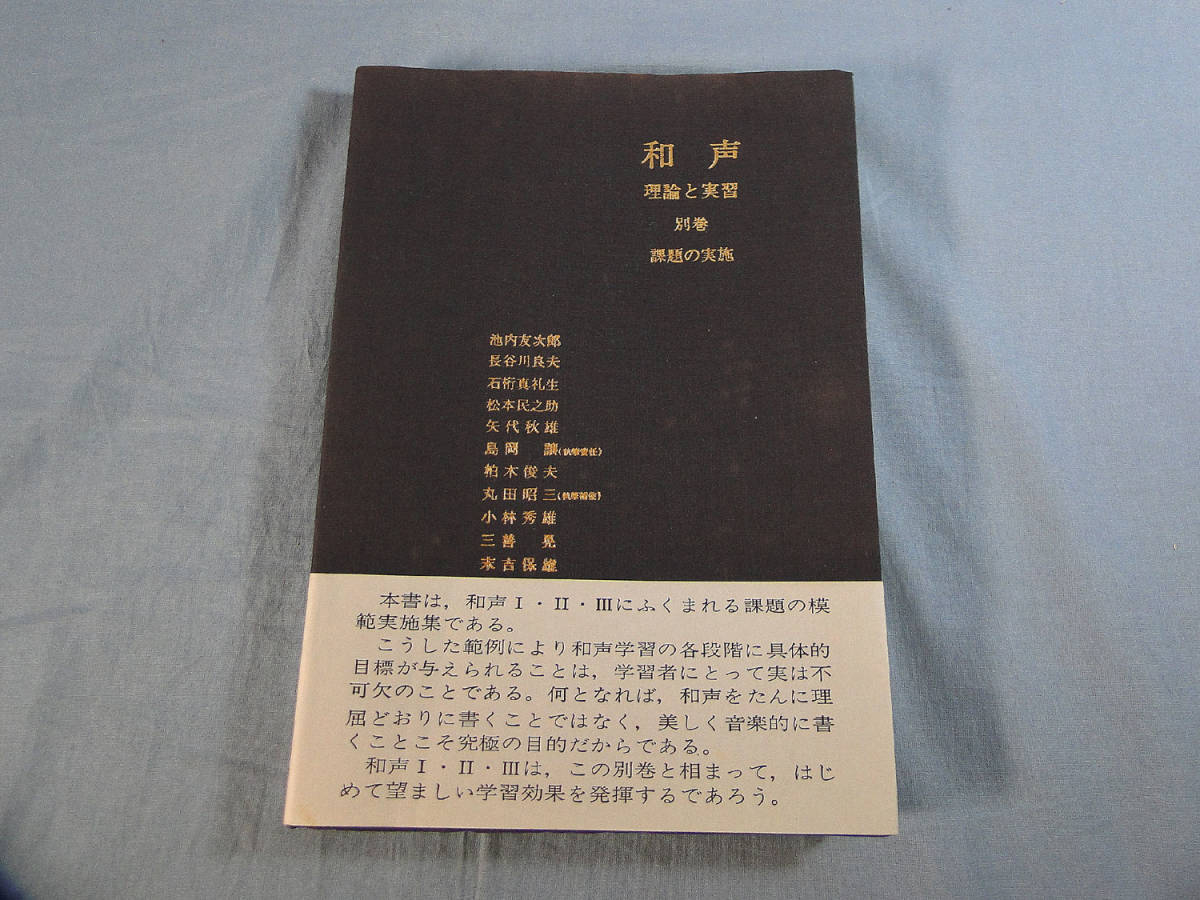 和声
理論と実習
別巻
課題の実施
池内友次郎
長谷川良夫
石桁真礼生
松本民之助
矢代秋雄
島岡 譲(執筆責任)
柏木俊夫
丸田昭三(執筆補佐)
小林秀雄
三善 晃
末吉保雄
本書は，和声Ⅰ・Ⅱ・Ⅲにふくまれる課題の模
範実施集である。
こうした範例により和声学習の各段階に具体的
目標が与えられることは，学習者にとって実は不
可欠のことである。何となれば，和声をたんに理
屈どおりに書くことではなく，美しく音楽的に書
くことこそ究極の目的だからである。
和声Ⅰ・Ⅱ・Ⅲは，この別巻と相まって，はじ
めて望ましい学習効果を発揮するであろう。